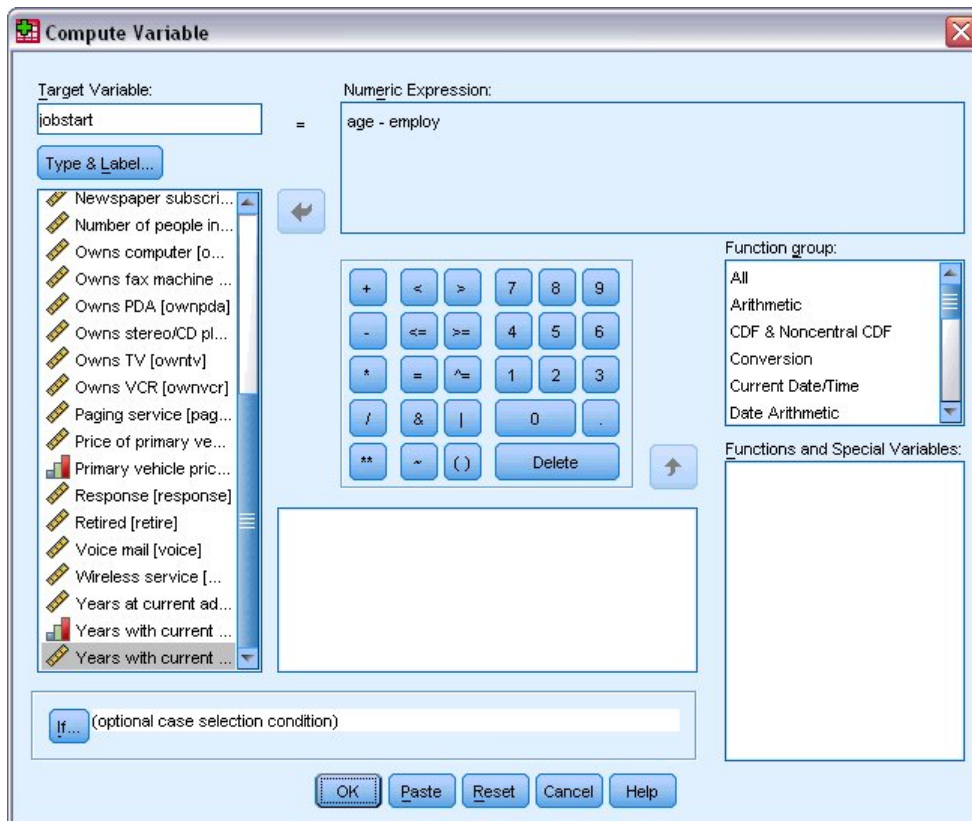 Compute Variable
Target Variable:
jobstart
=
Type & Label...
Numeric Expression:
age - employ
Newspaper subscri...
Number of people in...
Owns computer [o...
Owns fax machine ...
Owns PDA [ownpda]
Owns stereo/CD pl...
Owns TV [owntv]
Owns VCR [ownvcr]
Paging service [pag...
Price of primary ve...
Primary vehicle pric...
Response [response]
Retired [retire]
Voice mail [voice]
Wireless service [...
Years at current ad...
Years with current ...
Years with current ...
+ < > 7 8 9
- <= >= 4 5 6
* = ^= 1 2 3
/ & | 0 .
** ~ ( ) Delete
Function group:
All
Arithmetic
CDF & Noncentral CDF
Conversion
Current Date/Time
Date Arithmetic
Functions and Special Variables:
If... (optional case selection condition)
OK Paste Reset Cancel Help